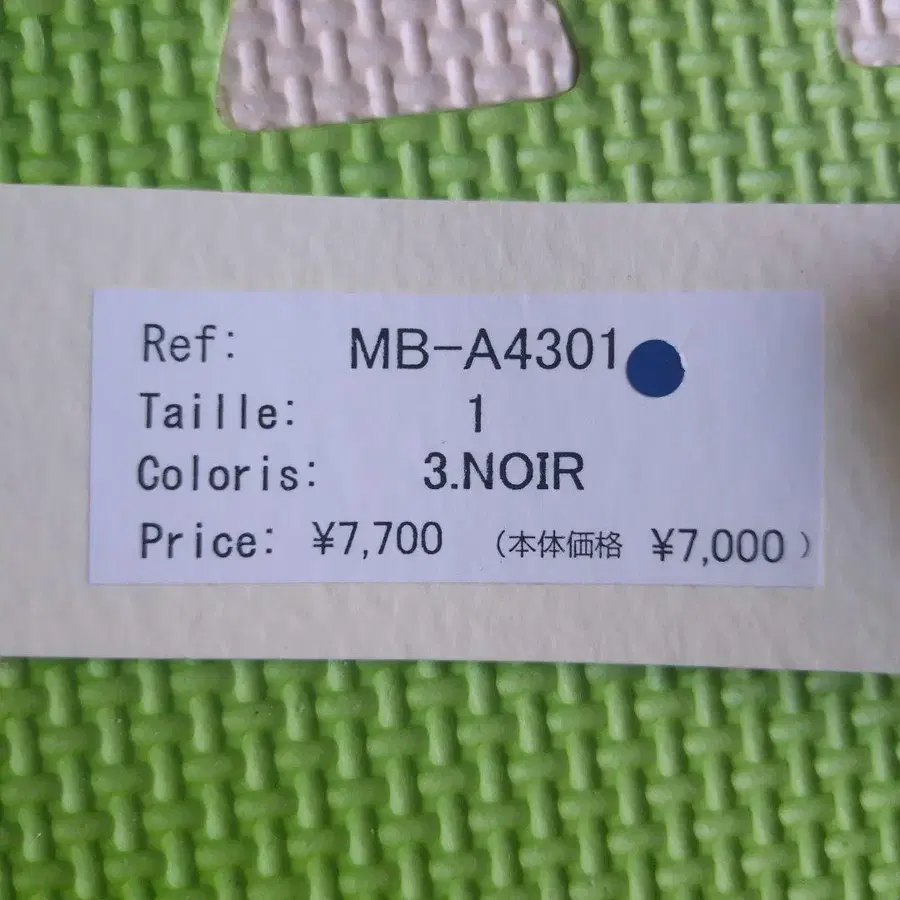 Ref: MB-A4301
Taille: 1
Coloris: 3.NOIR
Price: ¥7,700 (本体価格 ¥7,000)